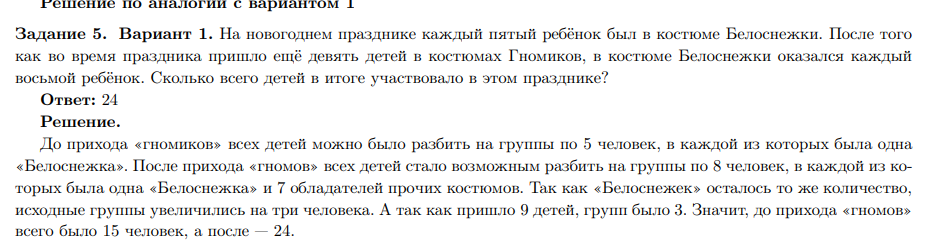 Решение по аналогии с вариантом 1
Задание 5. Вариант 1. На новогоднем празднике каждый пятый ребёнок был в костюме Белоснежки. После того
как во время праздника пришло ещё девять детей в костюмах Гномиков, в костюме Белоснежки оказался каждый
восьмой ребёнок. Сколько всего детей в итоге участвовало в этом празднике?
Ответ: 24
Решение.
До прихода «гномиков» всех детей можно было разбить на группы по 5 человек, в каждой из которых была одна
«Белоснежка». После прихода «гномов» всех детей стало возможным разбить на группы по 8 человек, в каждой из ко-
торых была одна «Белоснежка» и 7 обладателей прочих костюмов. Так как «Белоснежек» осталось то же количество,
исходные группы увеличились на три человека. А так как пришло 9 детей, групп было 3. Значит, до прихода «гномов»
всего было 15 человек, а после — 24.